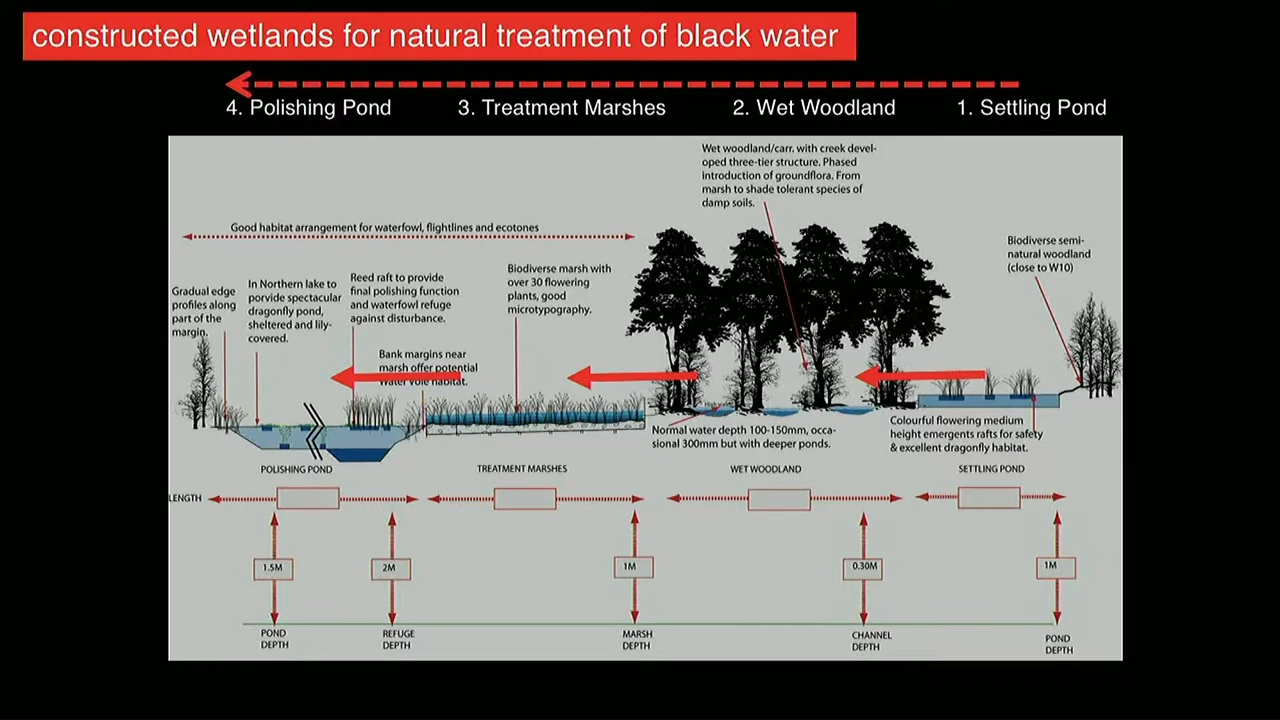 constructed wetlands for natural treatment of black water
4. Polishing Pond
3. Treatment Marshes
2. Wet Woodland
1. Settling Pond
Wet woodland/carr. with creek devel-
oped three-tier structure. Phased
introduction of groundflora. From
marsh to shade tolerant species of
damp soils.
Good habitat arrangement for waterfowl, flightlines and ecotones
Biodiverse semi-
natural woodland
(close to W10)
Gradual edge
profiles along
part of the
margin.
In Northern lake to
porvide spectacular
dragonfly pond,
sheltered and lily-
covered.
Reed raft to provide
final polishing function
and waterfowl refuge
against disturbance.
Biodiverse marsh with
over 30 flowering
plants, good
microtypography.
Bank margins near
marsh offer potential
Water vole habitat.
Normal water depth 100-150mm, occa-
sional 300mm but with deeper ponds.
Colourful flowering medium
height emergents rafts for safety
& excellent dragonfly habitat.
POLISHING POND
TREATMENT MARSHES
WET WOODLAND
SETTLING POND
LENGTH
1.5M
2M
1M
0.30M
1M
POND
DEPTH
REFUGE
DEPTH
MARSH
DEPTH
CHANNEL
DEPTH
POND
DEPTH